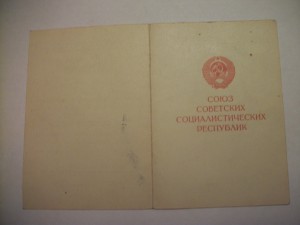 СОЮЗ
СОВЕТСКИХ
СОЦИАЛИСТИЧЕСКИХ
РЕСПУБЛИК